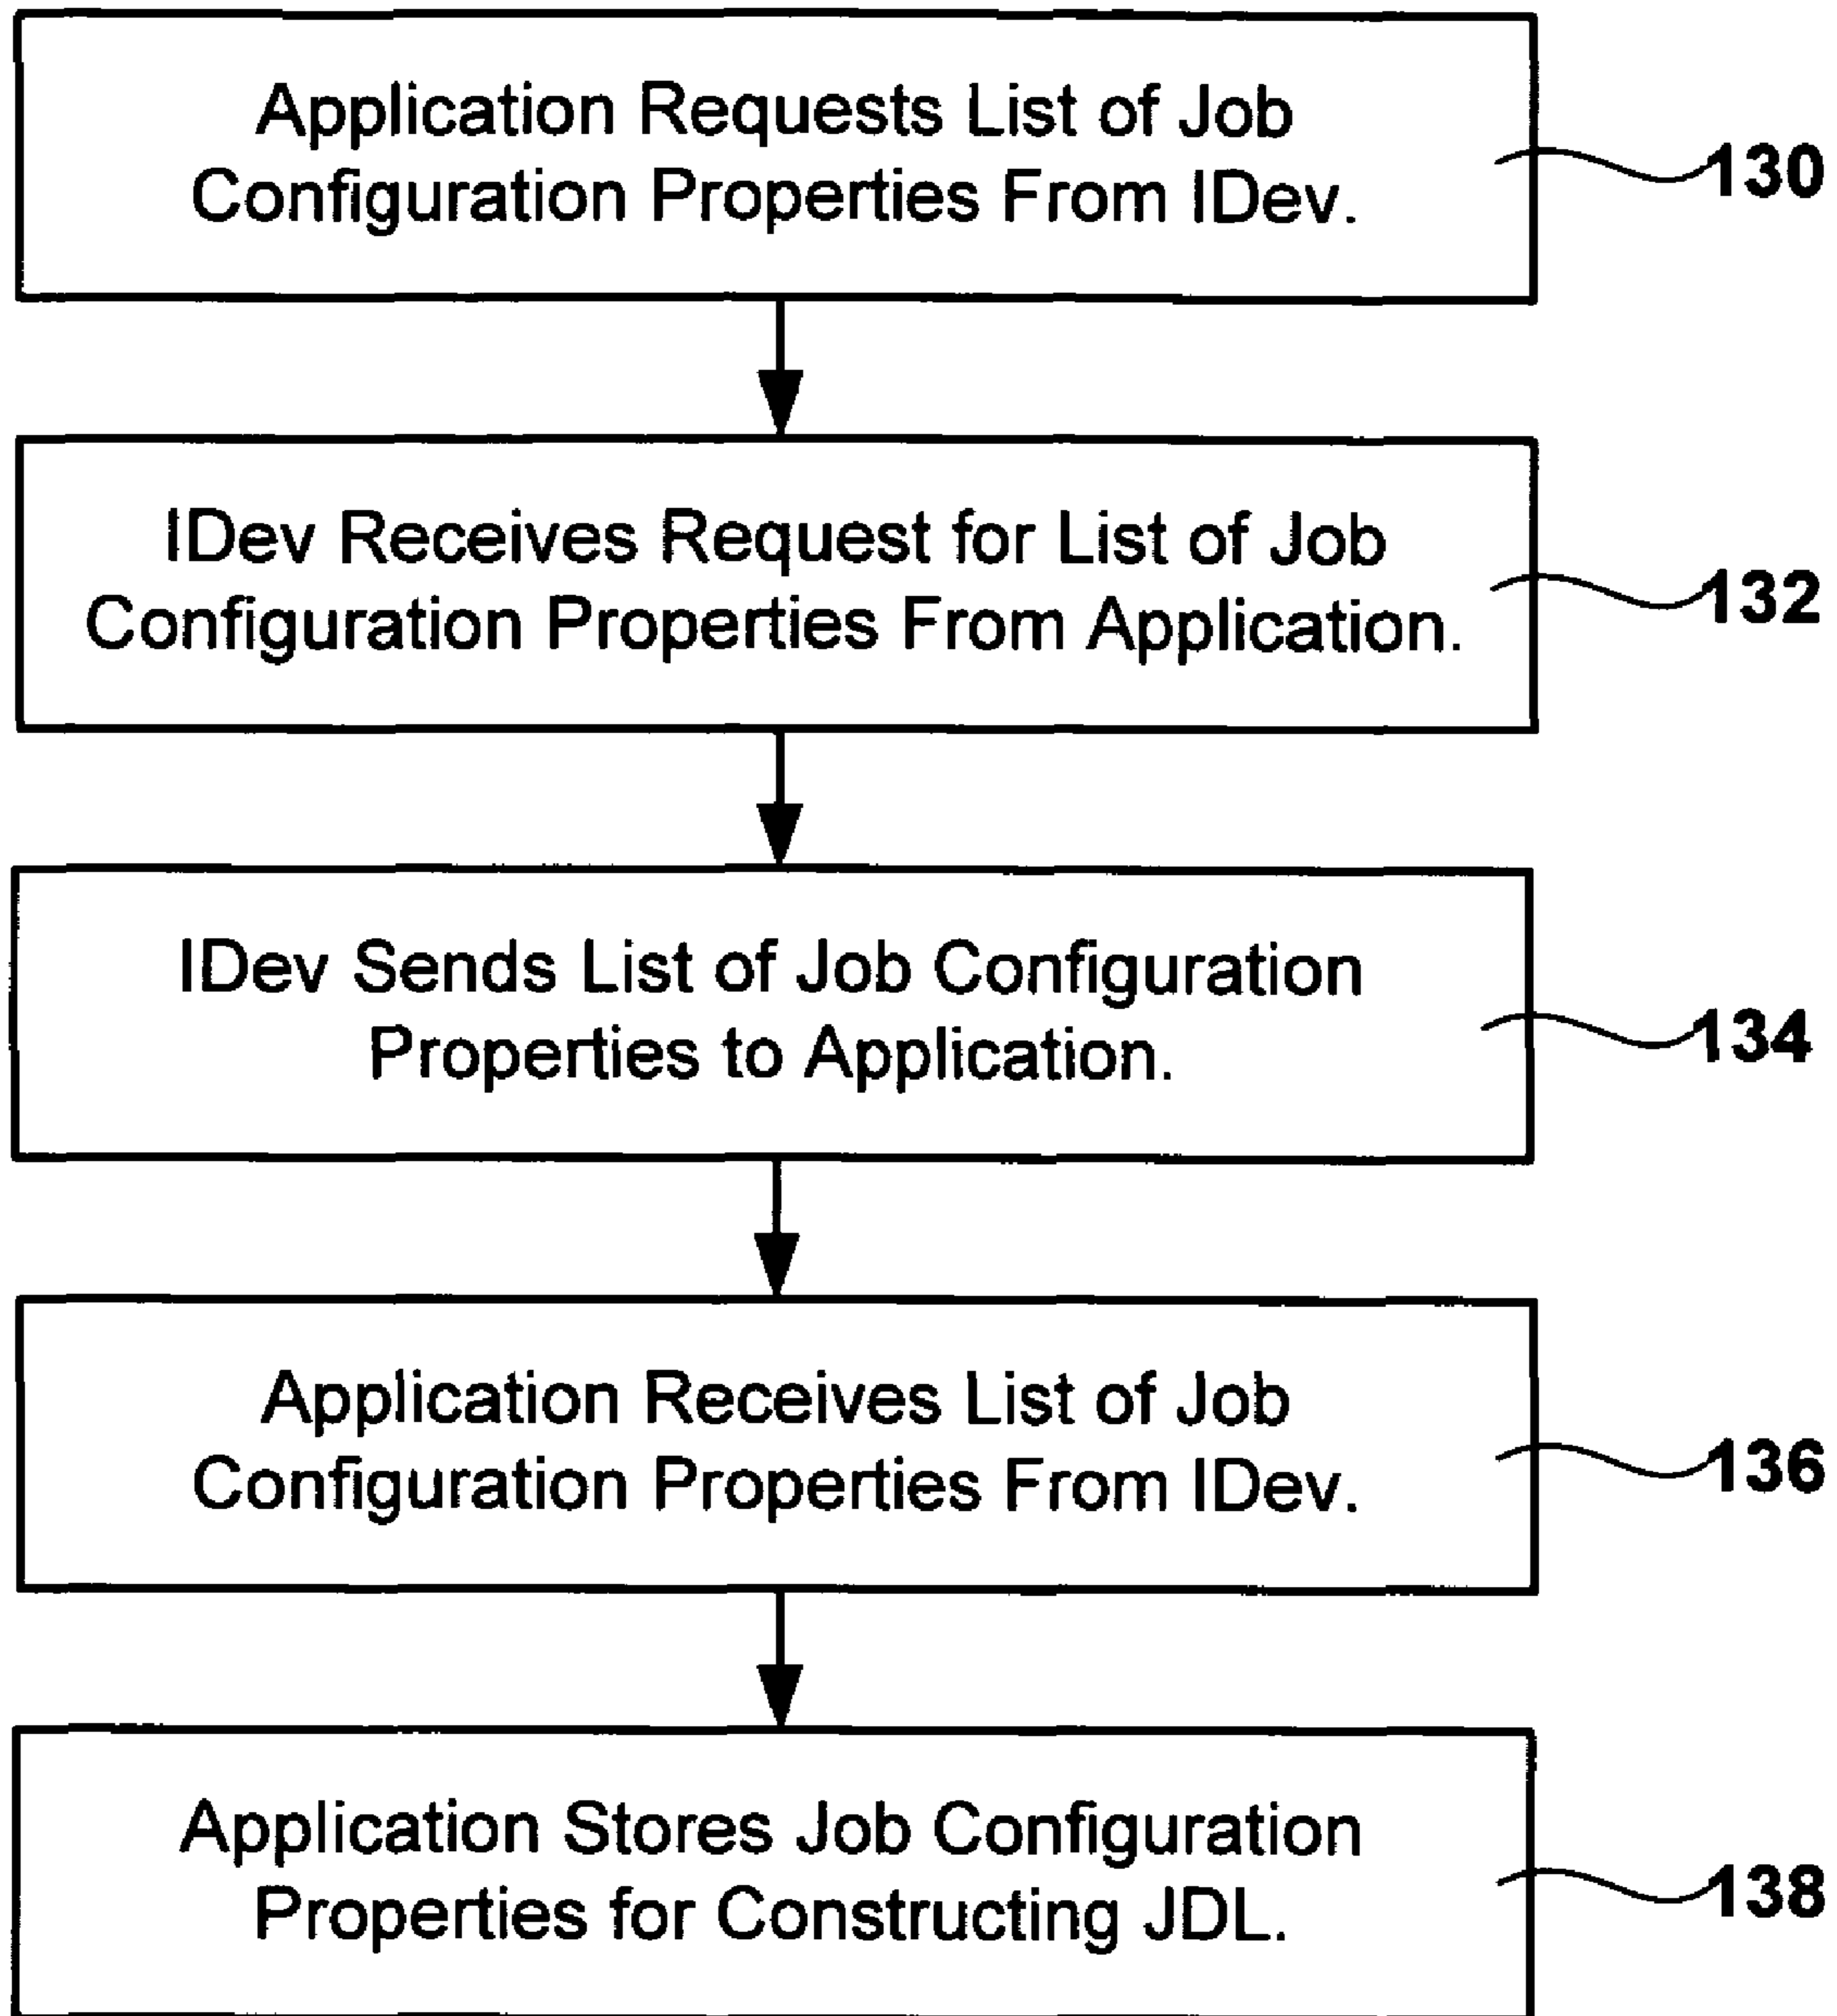 Application Requests List of Job
Configuration Properties From IDev.
130
IDev Receives Request for List of Job
Configuration Properties From Application.
132
IDev Sends List of Job Configuration
Properties to Application.
134
Application Receives List of Job
Configuration Properties From IDev.
136
Application Stores Job Configuration
Properties for Constructing JDL.
138